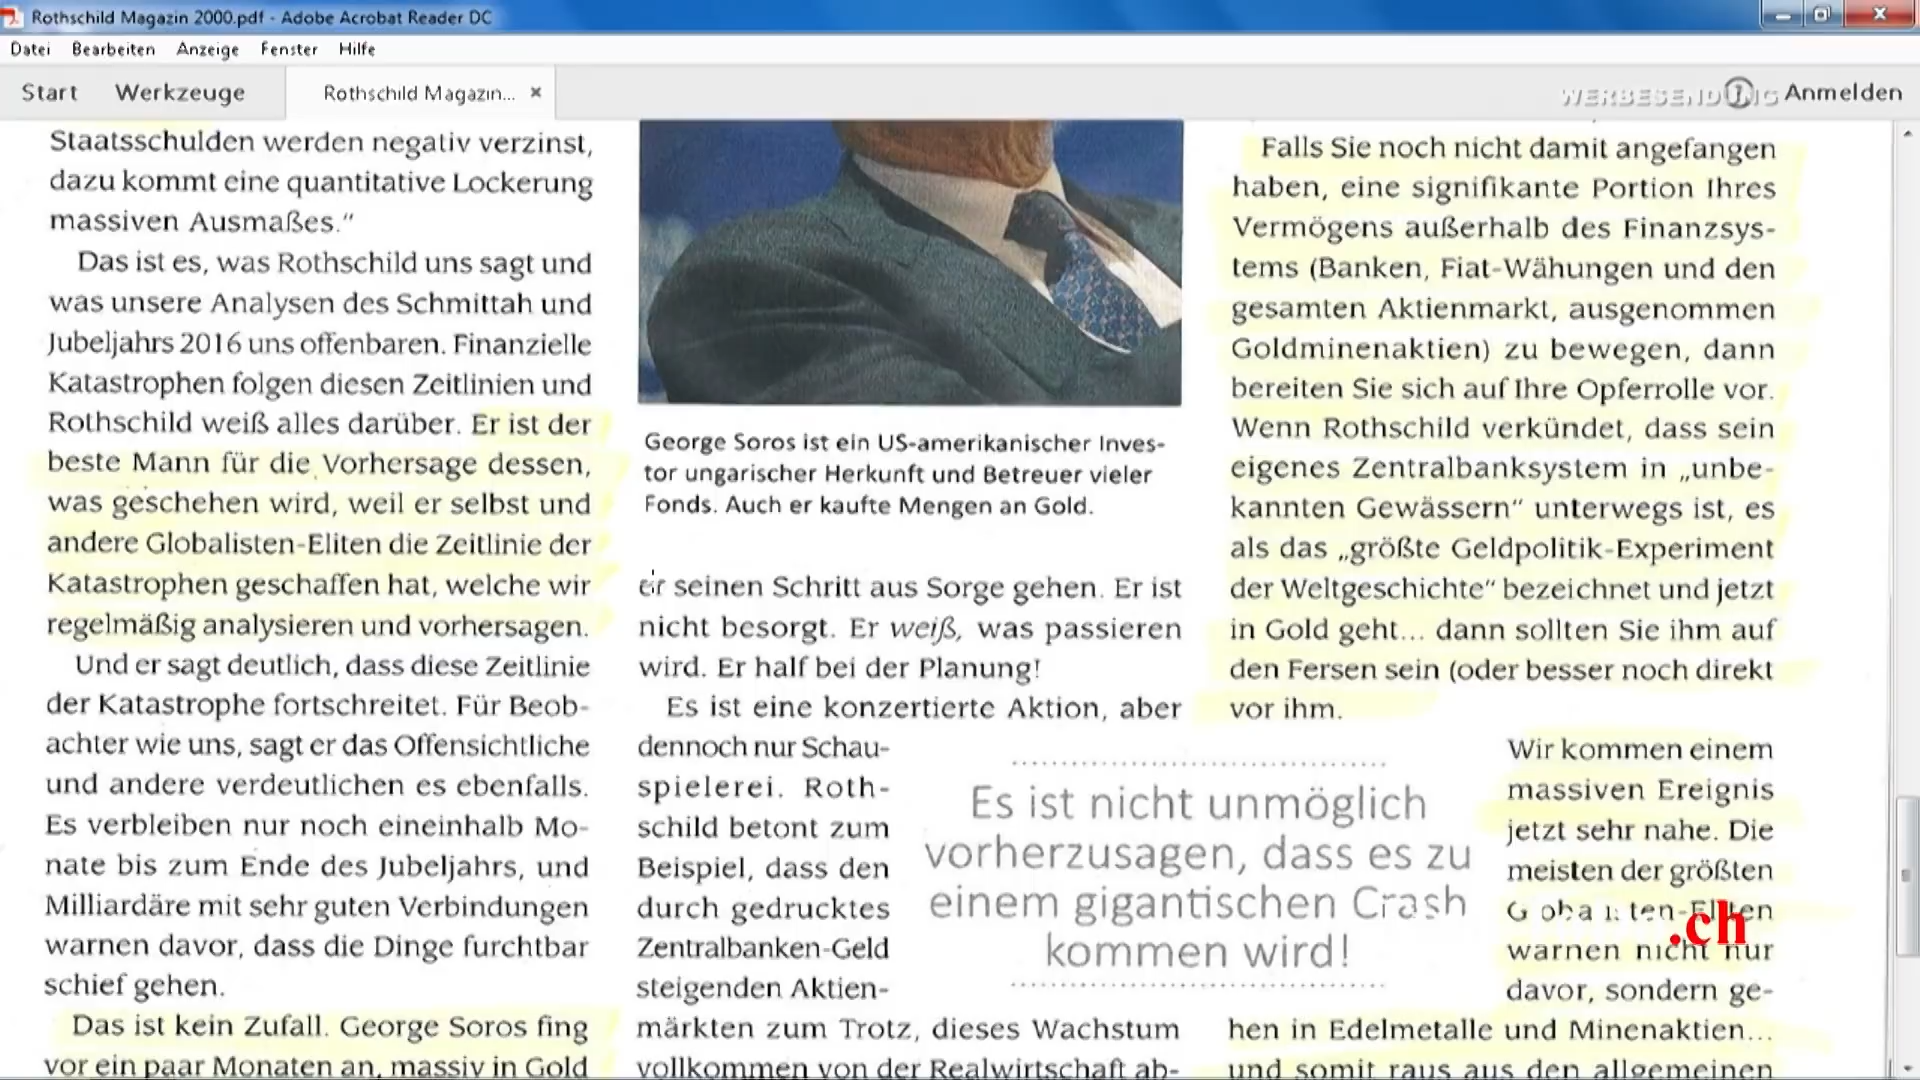 Rothschild Magazin 2000.pdf - Adobe Acrobat Reader DC
Datei Bearbeiten Anzeige Fenster Hilfe
Start Werkzeuge Rothschild Magazin... × WERBESENDUNG Anmelden
Staatsschulden werden negativ verzinst,
dazu kommt eine quantitative Lockerung
massiven Ausmaßes.“
Das ist es, was Rothschild uns sagt und
was unsere Analysen des Schmittah und
Jubeljahrs 2016 uns offenbaren. Finanzielle
Katastrophen folgen diesen Zeitlinien und
Rothschild weiß alles darüber. Er ist der
beste Mann für die Vorhersage dessen,
was geschehen wird, weil er selbst und
andere Globalisten-Eliten die Zeitlinie der
Katastrophen geschaffen hat, welche wir
regelmäßig analysieren und vorhersagen.
Und er sagt deutlich, dass diese Zeitlinie
der Katastrophe fortschreitet. Für Beob-
achter wie uns, sagt er das Offensichtliche
und andere verdeutlichen es ebenfalls.
Es verbleiben nur noch eineinhalb Mo-
nate bis zum Ende des Jubeljahrs, und
Milliardäre mit sehr guten Verbindungen
warnen davor, dass die Dinge furchtbar
schief gehen.
Das ist kein Zufall. George Soros fing
vor ein paar Monaten an, massiv in Gold
George Soros ist ein US-amerikanischer Inves-
tor ungarischer Herkunft und Betreuer vieler
Fonds. Auch er kaufte Mengen an Gold.
er seinen Schritt aus Sorge gehen. Er ist
nicht besorgt. Er weiß, was passieren
wird. Er half bei der Planung!
Es ist eine konzertierte Aktion, aber
dennoch nur Schau-
spielerei. Roth-
schild betont zum
Beispiel, dass den
durch gedrucktes
Zentralbanken-Geld
steigenden Aktien-
märkten zum Trotz, dieses Wachstum
vollkommen von der Realwirtschaft ab-
Es ist nicht unmöglich
vorherzusagen, dass es zu
einem gigantischen Crash
kommen wird!
Falls Sie noch nicht damit angefangen
haben, eine signifikante Portion Ihres
Vermögens außerhalb des Finanzsys-
tems (Banken, Fiat-Wähungen und den
gesamten Aktienmarkt, ausgenommen
Goldminenaktien) zu bewegen, dann
bereiten Sie sich auf Ihre Opferrolle vor.
Wenn Rothschild verkündet, dass sein
eigenes Zentralbanksystem in „unbe-
kannten Gewässern“ unterwegs ist, es
als das „größte Geldpolitik-Experiment
der Weltgeschichte“ bezeichnet und jetzt
in Gold geht... dann sollten Sie ihm auf
den Fersen sein (oder besser noch direkt
vor ihm.
Wir kommen einem
massiven Ereignis
jetzt sehr nahe. Die
meisten der größten
Globalisten-Eliten
warnen nicht nur
davor, sondern ge-
hen in Edelmetalle und Minenaktien...
und somit raus aus den allgemeinen
.ch